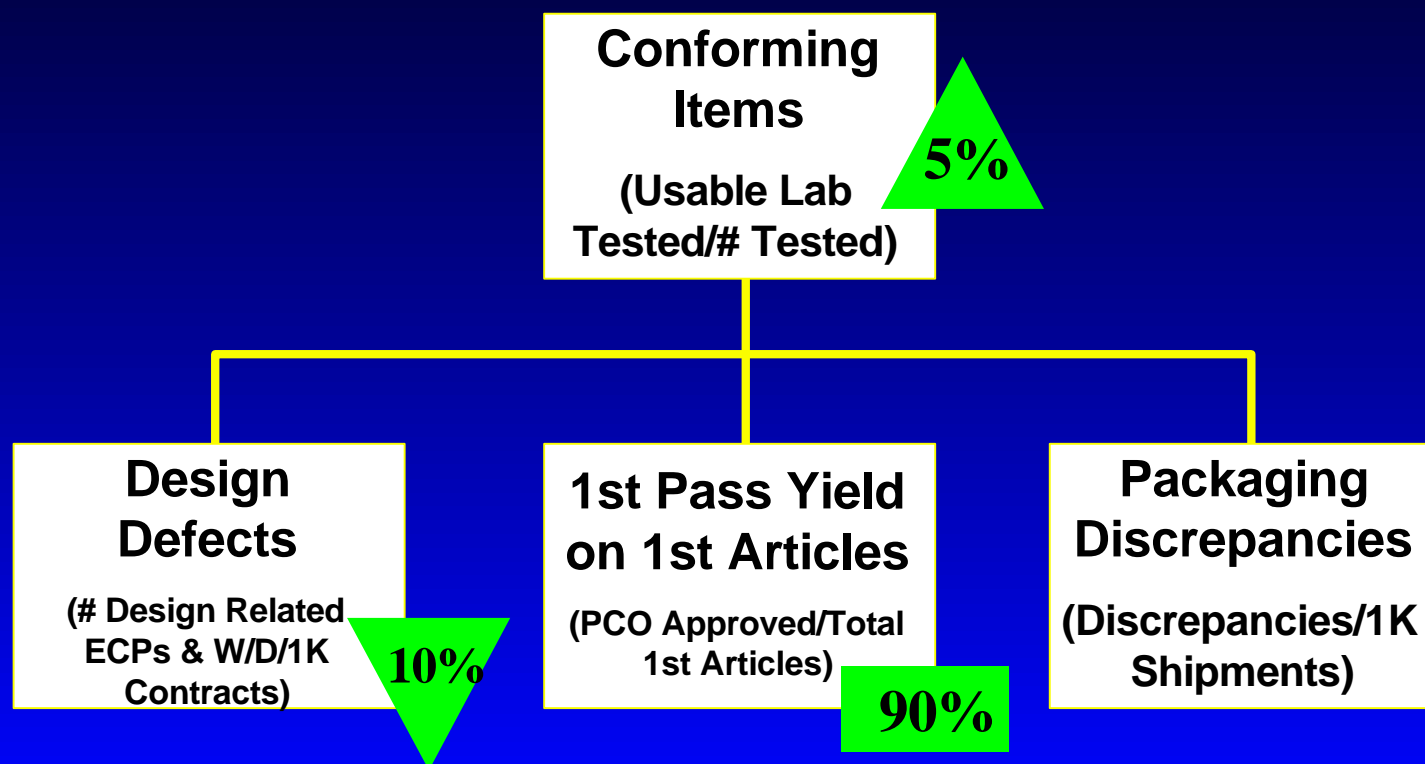 Conforming
Items
(Usable Lab
Tested/# Tested)
5%
Design
Defects
(# Design Related
ECPs & W/D/1K
Contracts)
10%
1st Pass Yield
on 1st Articles
(PCO Approved/Total
1st Articles)
90%
Packaging
Discrepancies
(Discrepancies/1K
Shipments)